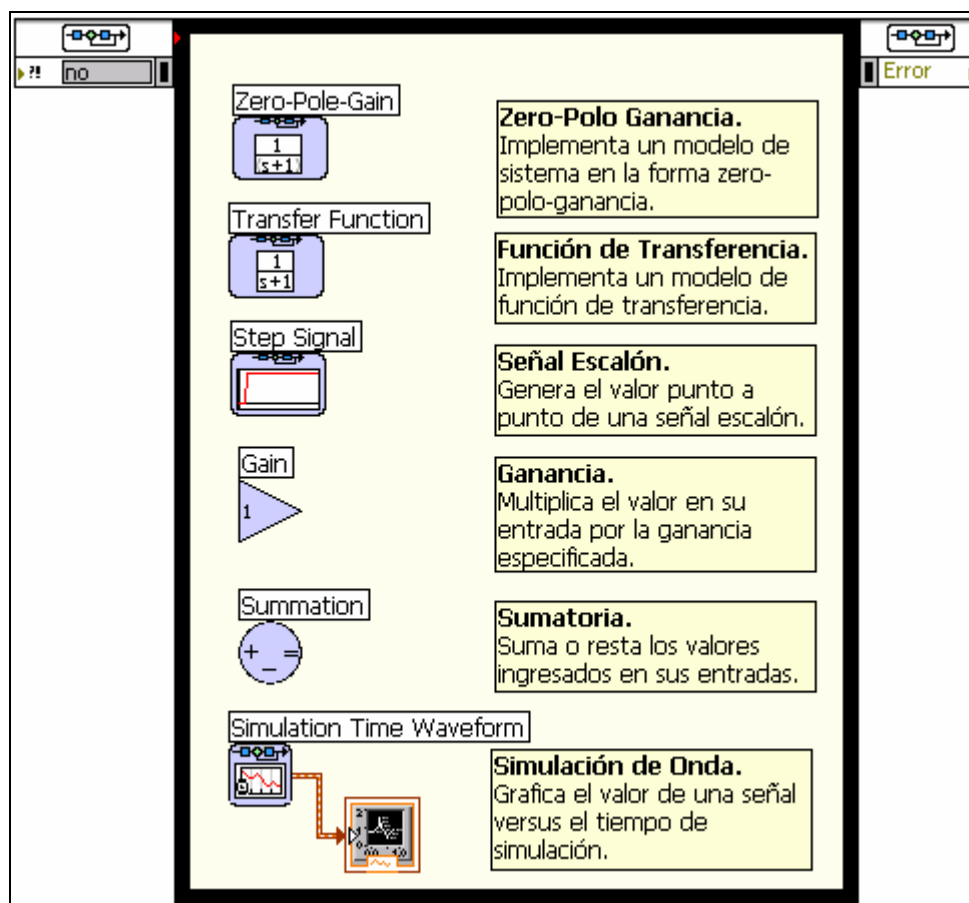 ?! no
Error
Zero-Pole-Gain
1
(s+1)
Zero-Polo Ganancia.
Implementa un modelo de
sistema en la forma zero-
polo-ganancia.
Transfer Function
1
s+1
Función de Transferencia.
Implementa un modelo de
función de transferencia.
Step Signal
Señal Escalón.
Genera el valor punto a
punto de una señal escalón.
Gain
1
Ganancia.
Multiplica el valor en su
entrada por la ganancia
especificada.
Summation
+ _ =
Sumatoria.
Suma o resta los valores
ingresados en sus entradas.
Simulation Time Waveform
Simulación de Onda.
Grafica el valor de una señal
versus el tiempo de
simulación.
2
1
0